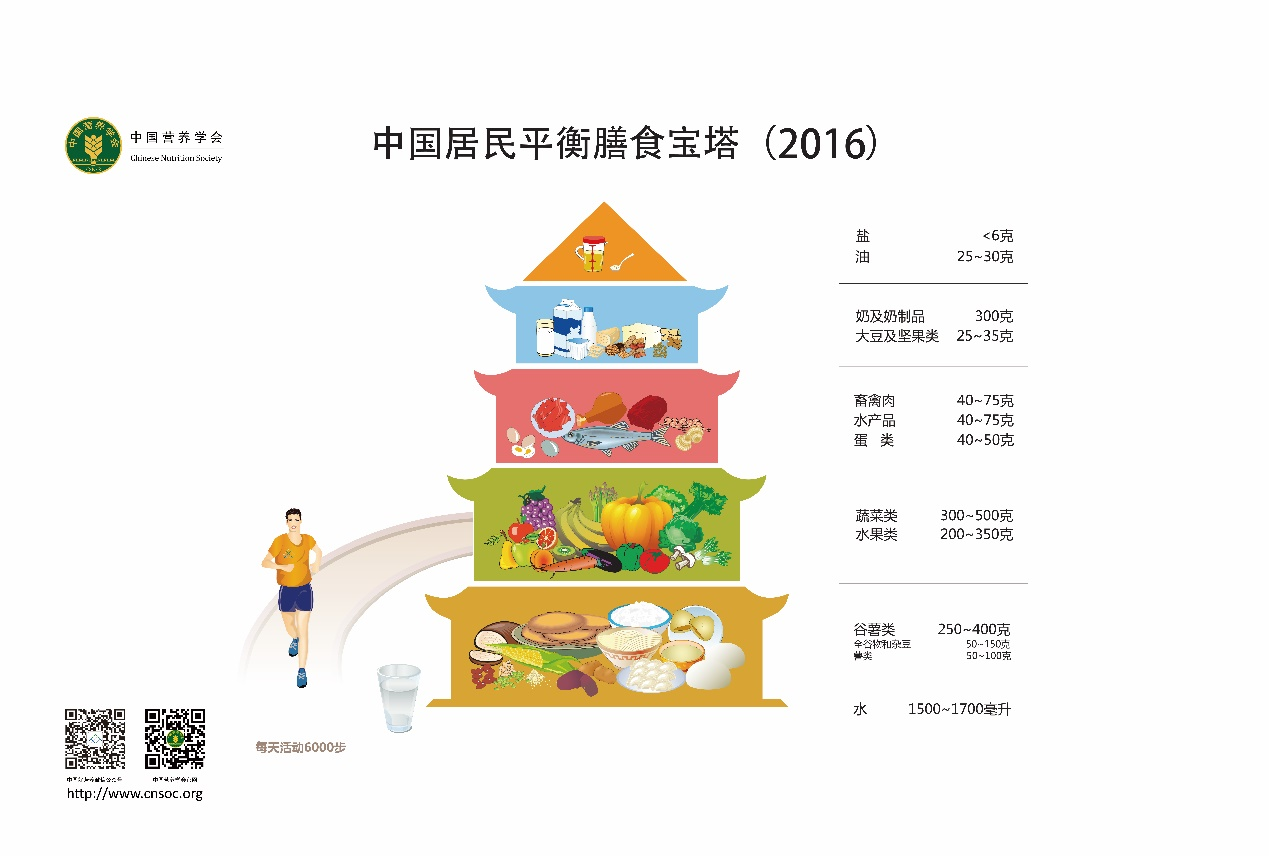 中国营养学会
Chinese Nutrition Society
中国居民平衡膳食宝塔（2016）
盐 <6克
油 25~30克
奶及奶制品 300克
大豆及坚果类 25~35克
畜禽肉 40~75克
水产品 40~75克
蛋 类 40~50克
蔬菜类 300~500克
水果类 200~350克
谷薯类 250~400克
全谷物和杂豆 50~150克
薯类 50~100克
水 1500~1700毫升
每天活动6000步
http://www.cnsoc.org